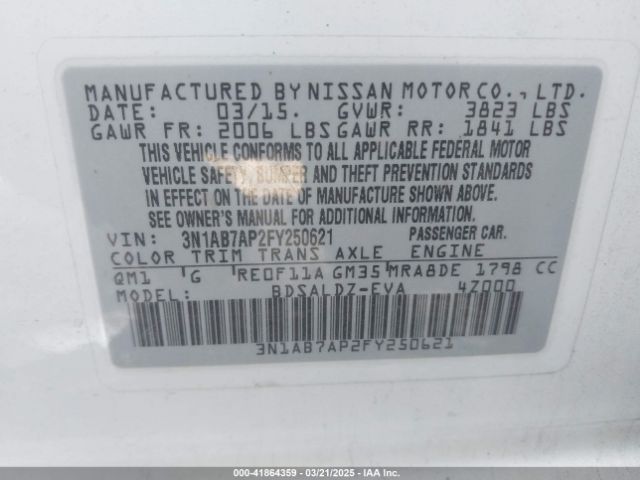 MANUFACTURED BY NISSAN MOTOR CO., LTD.
DATE: 03/15. GVWR: 3823 LBS
GAWR FR: 2006 LBS GAWR RR: 1841 LBS
THIS VEHICLE CONFORMS TO ALL APPLICABLE FEDERAL MOTOR
VEHICLE SAFETY, BUMPER AND THEFT PREVENTION STANDARDS
IN EFFECT ON THE DATE OF MANUFACTURE SHOWN ABOVE.
SEE OWNER'S MANUAL FOR ADDITIONAL INFORMATION.
VIN: 3N1AB7AP2FY250621 PASSENGER CAR.
COLOR TRIM TRANS AXLE ENGINE
QM1 G RE0F11A GM35 MRA8DE 1798 CC
MODEL: BDSALDZ-EVA 4Z000
3N1AB7AP2FY250621
000-41864359 - 03/21/2025 - IAAI.CA